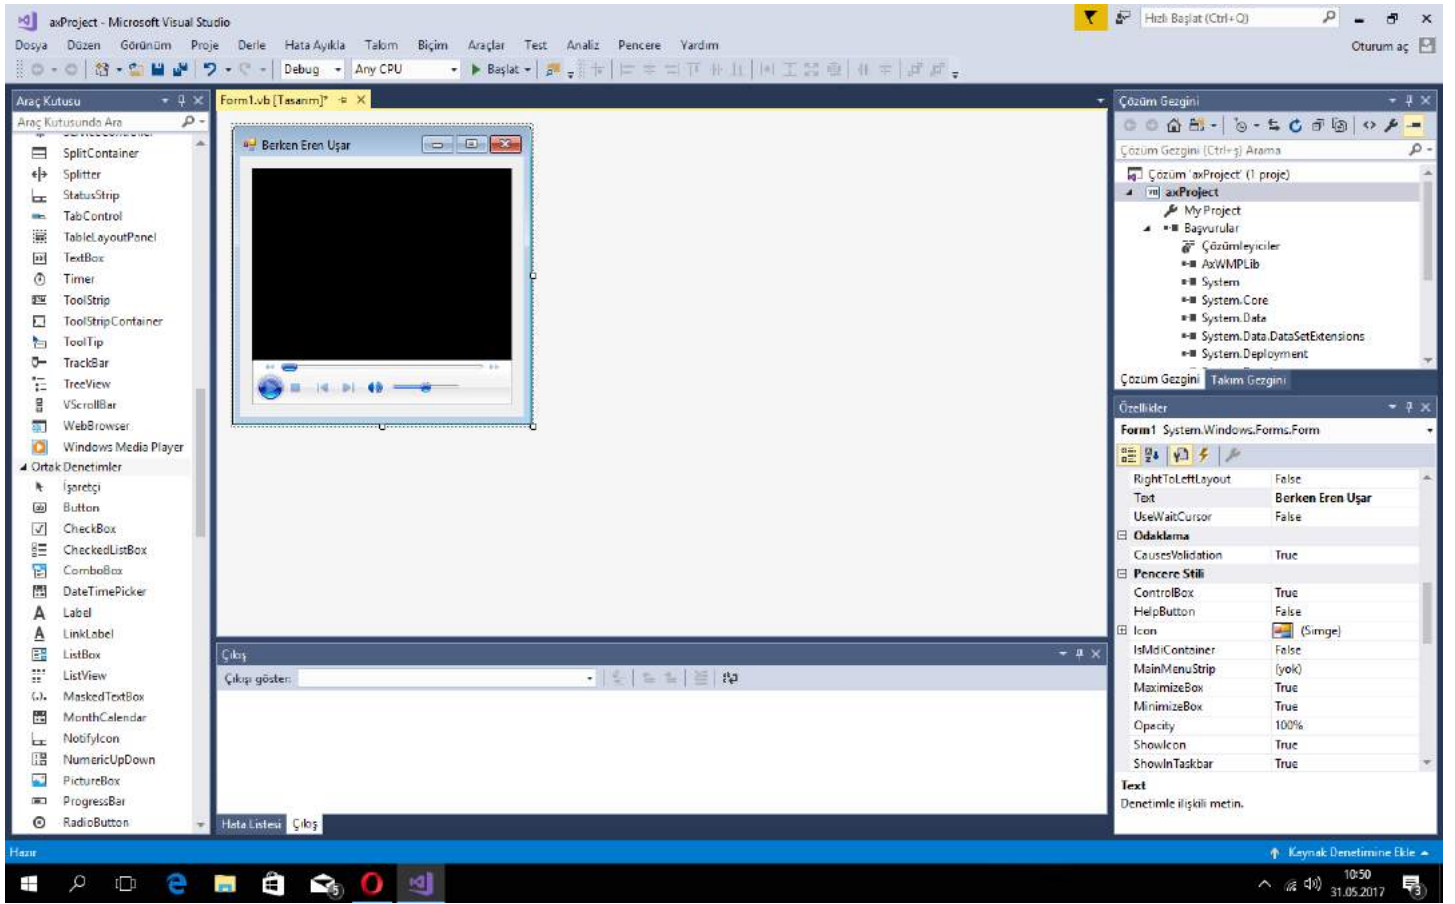 axProject - Microsoft Visual Studio
Hızlı Başlat (Ctrl+Q)
Dosya Düzen Görünüm Proje Derle Hata Ayıkla Takım Biçim Araçlar Test Analiz Pencere Yardım
Oturum aç
Debug Any CPU Başlat
Araç Kutusu
Araç Kutusunda Ara
SplitContainer
Splitter
StatusStrip
TabControl
TableLayoutPanel
TextBox
Timer
ToolStrip
ToolStripContainer
ToolTip
TrackBar
TreeView
VScrollBar
WebBrowser
Windows Media Player
Ortak Denetimler
İşaretçi
Button
CheckBox
CheckedListBox
ComboBox
DateTimePicker
Label
LinkLabel
ListBox
ListView
MaskedTextBox
MonthCalendar
NotifyIcon
NumericUpDown
PictureBox
ProgressBar
RadioButton
Form1.vb [Tasarım]*
Berken Eren Uşar
Çıkış
Çıkışı göster:
Hata Listesi Çıkış
Çözüm Gezgini
Çözüm Gezgini (Ctrl+ş) Arama
Çözüm 'axProject' (1 proje)
axProject
My Project
Başvurular
Çözümleyiciler
AxWMPLib
System
System.Core
System.Data
System.Data.DataSetExtensions
System.Deployment
Çözüm Gezgini Takım Gezgini
Özellikler
Form1 System.Windows.Forms.Form
RightToLeftLayout False
Text Berken Eren Uşar
UseWaitCursor False
Odaklama
CausesValidation True
Pencere Stili
ControlBox True
HelpButton False
Icon (Simge)
IsMdiContainer False
MainMenuStrip (yok)
MaximizeBox True
MinimizeBox True
Opacity 100%
ShowIcon True
ShowInTaskbar True
Text
Denetimle ilişkili metin.
Hazır
Kaynak Denetimine Ekle
5
10:50
31.05.2017
3